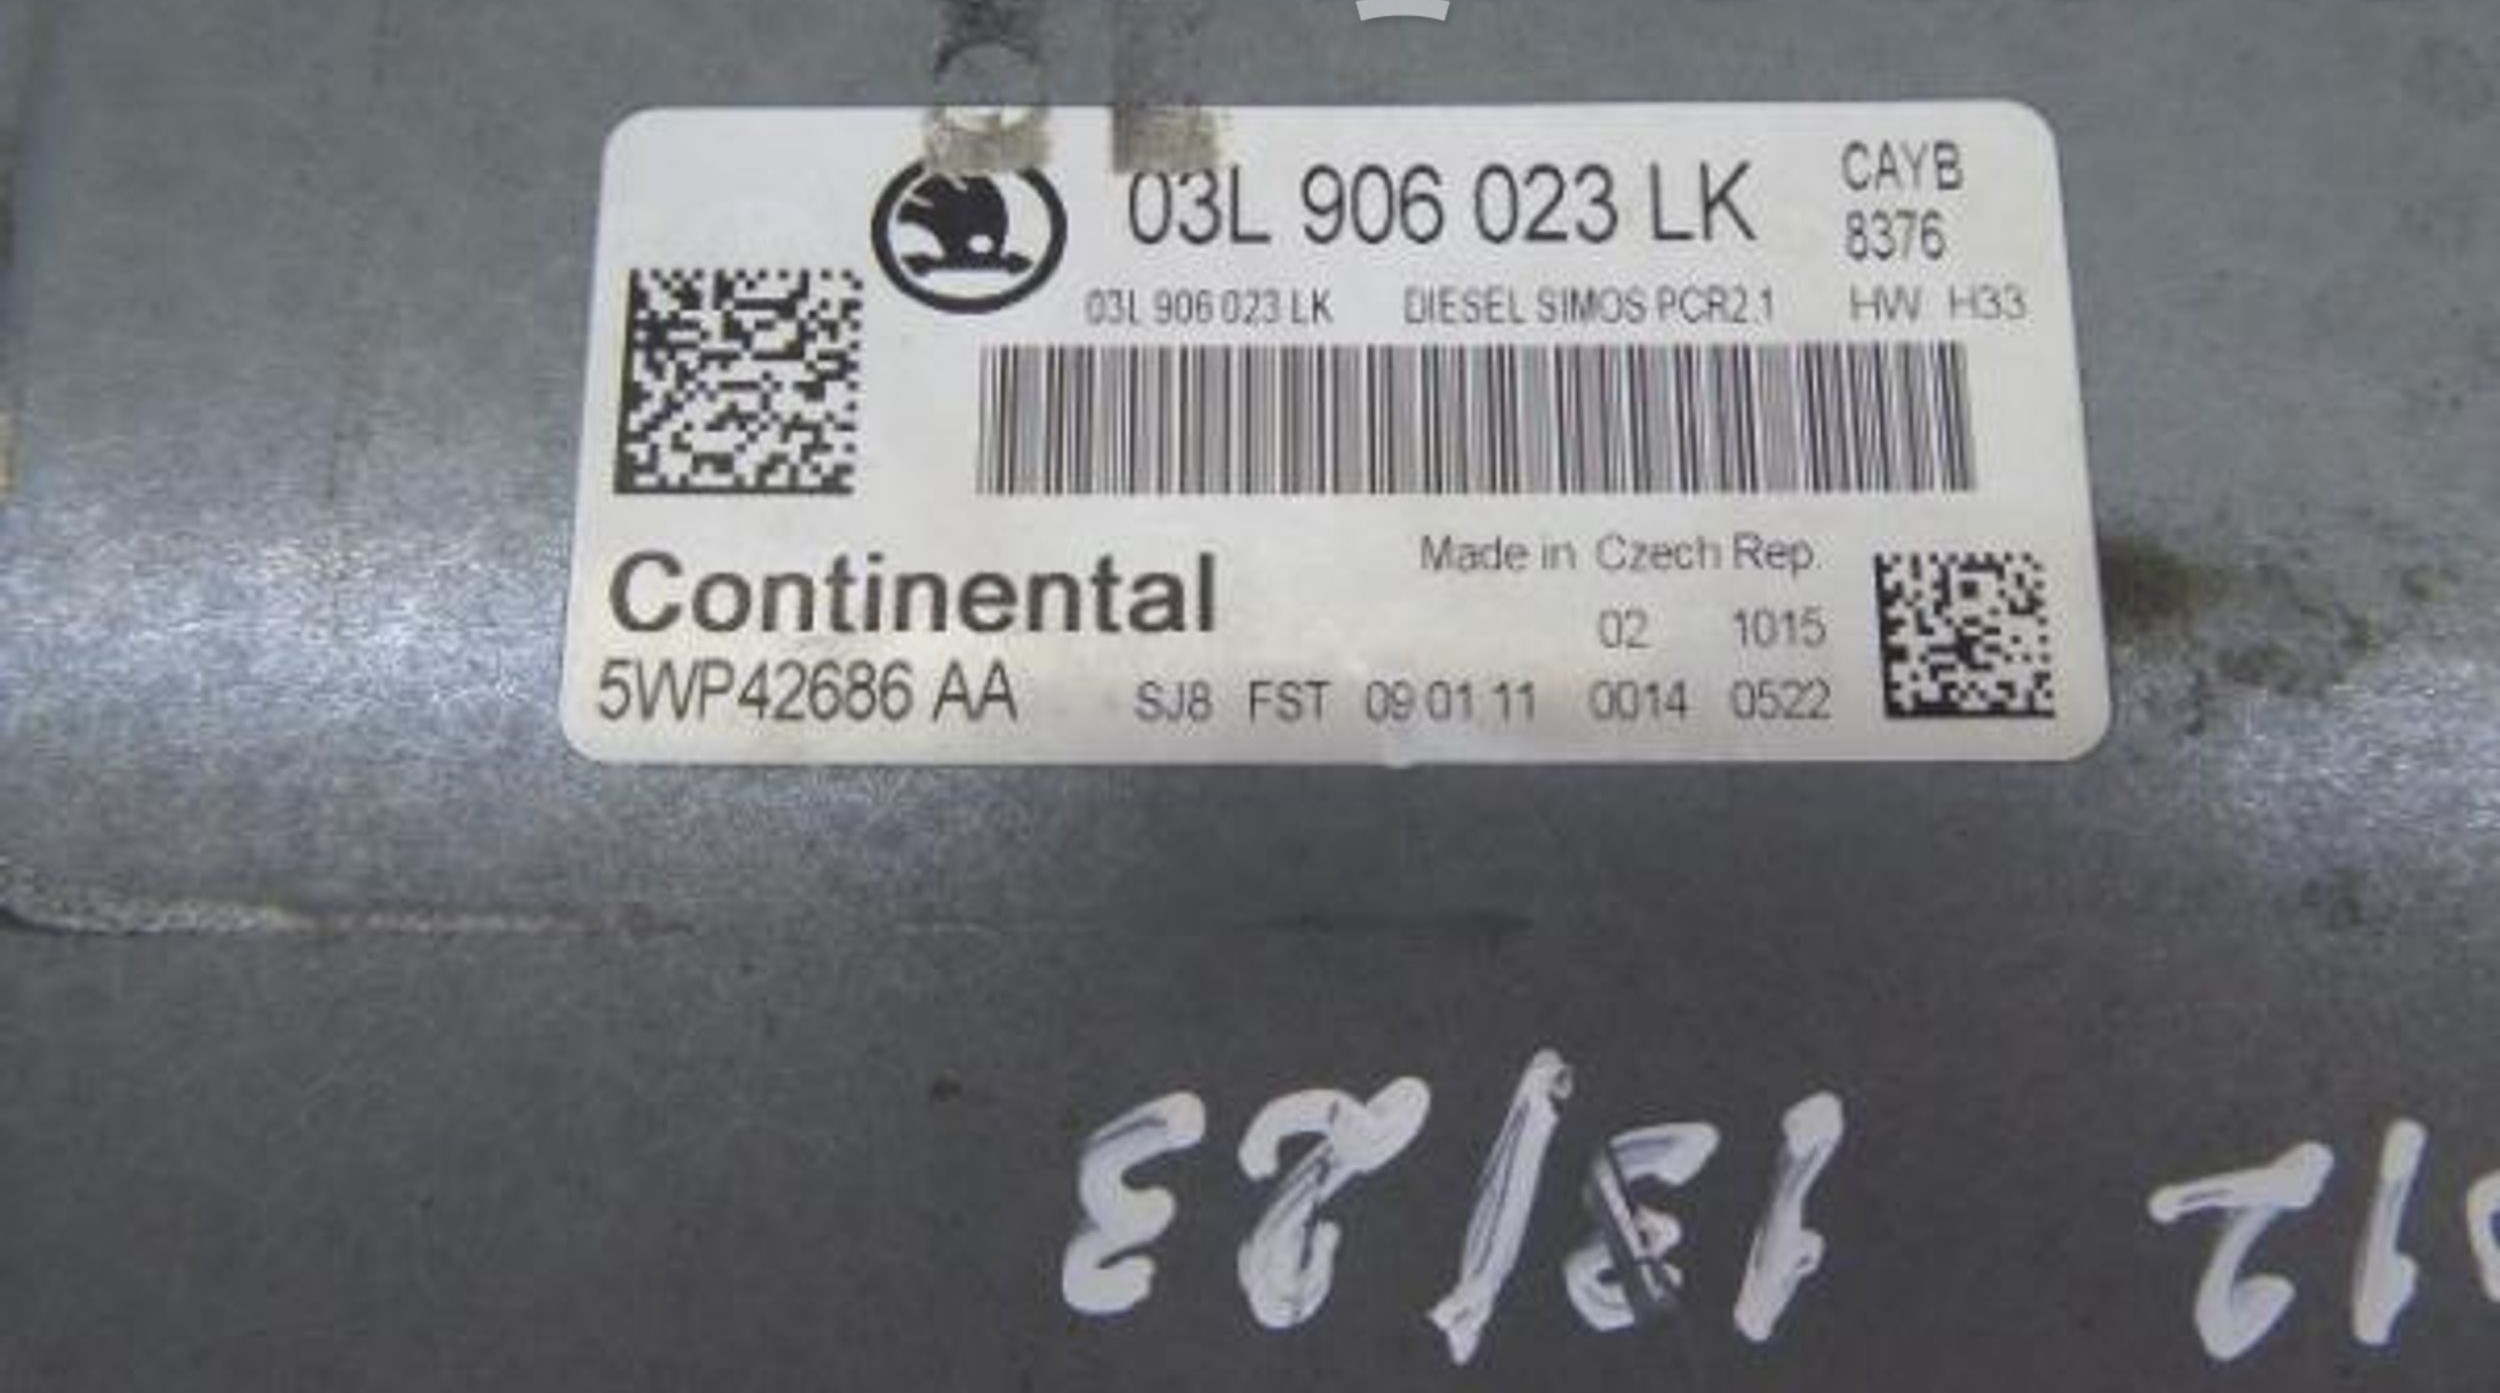 03L 906 023 LK
CAYB
8376
03L 906 023 LK DIESEL SIMOS PCR2.1 HW H33
Continental
Made in Czech Rep.
02 1015
5WP42686 AA SJ8 FST 09 01 11 0014 0522